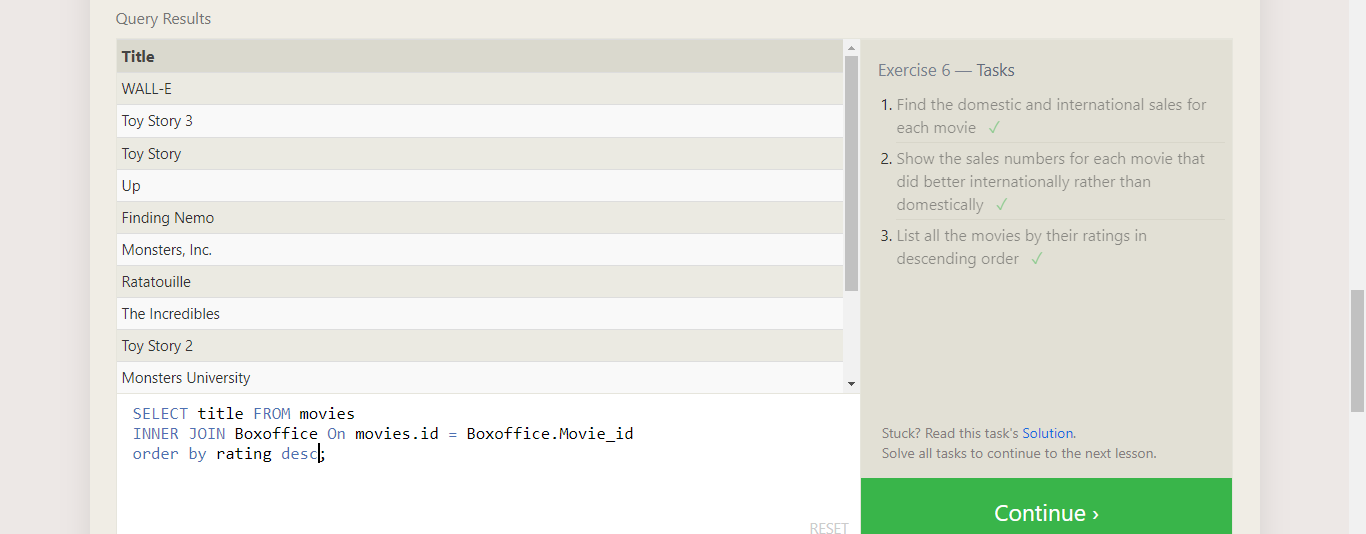 Query Results
Title
WALL-E
Toy Story 3
Toy Story
Up
Finding Nemo
Monsters, Inc.
Ratatouille
The Incredibles
Toy Story 2
Monsters University
SELECT title FROM movies
INNER JOIN Boxoffice On movies.id = Boxoffice.Movie_id
order by rating desc;
RESET
Exercise 6 — Tasks
1. Find the domestic and international sales for
each movie ✓
2. Show the sales numbers for each movie that
did better internationally rather than
domestically ✓
3. List all the movies by their ratings in
descending order ✓
Stuck? Read this task's Solution.
Solve all tasks to continue to the next lesson.
Continue ›